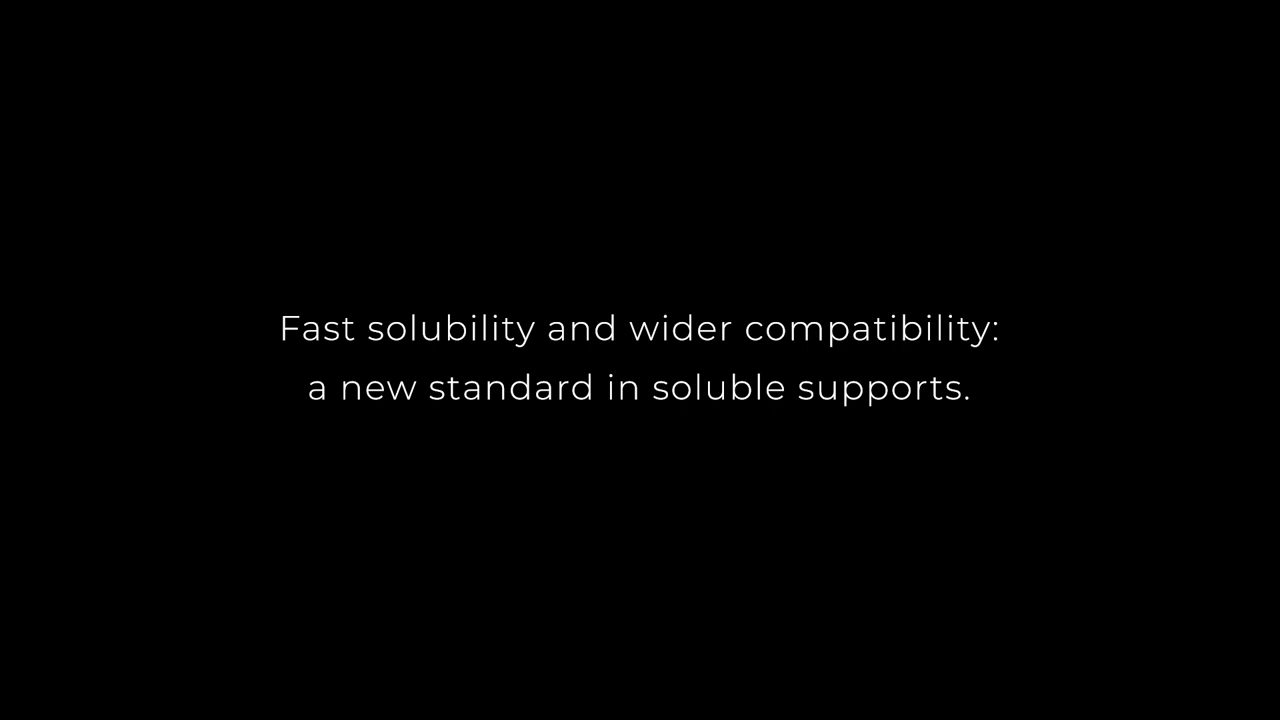 Fast solubility and wider compatibility:
a new standard in soluble supports.